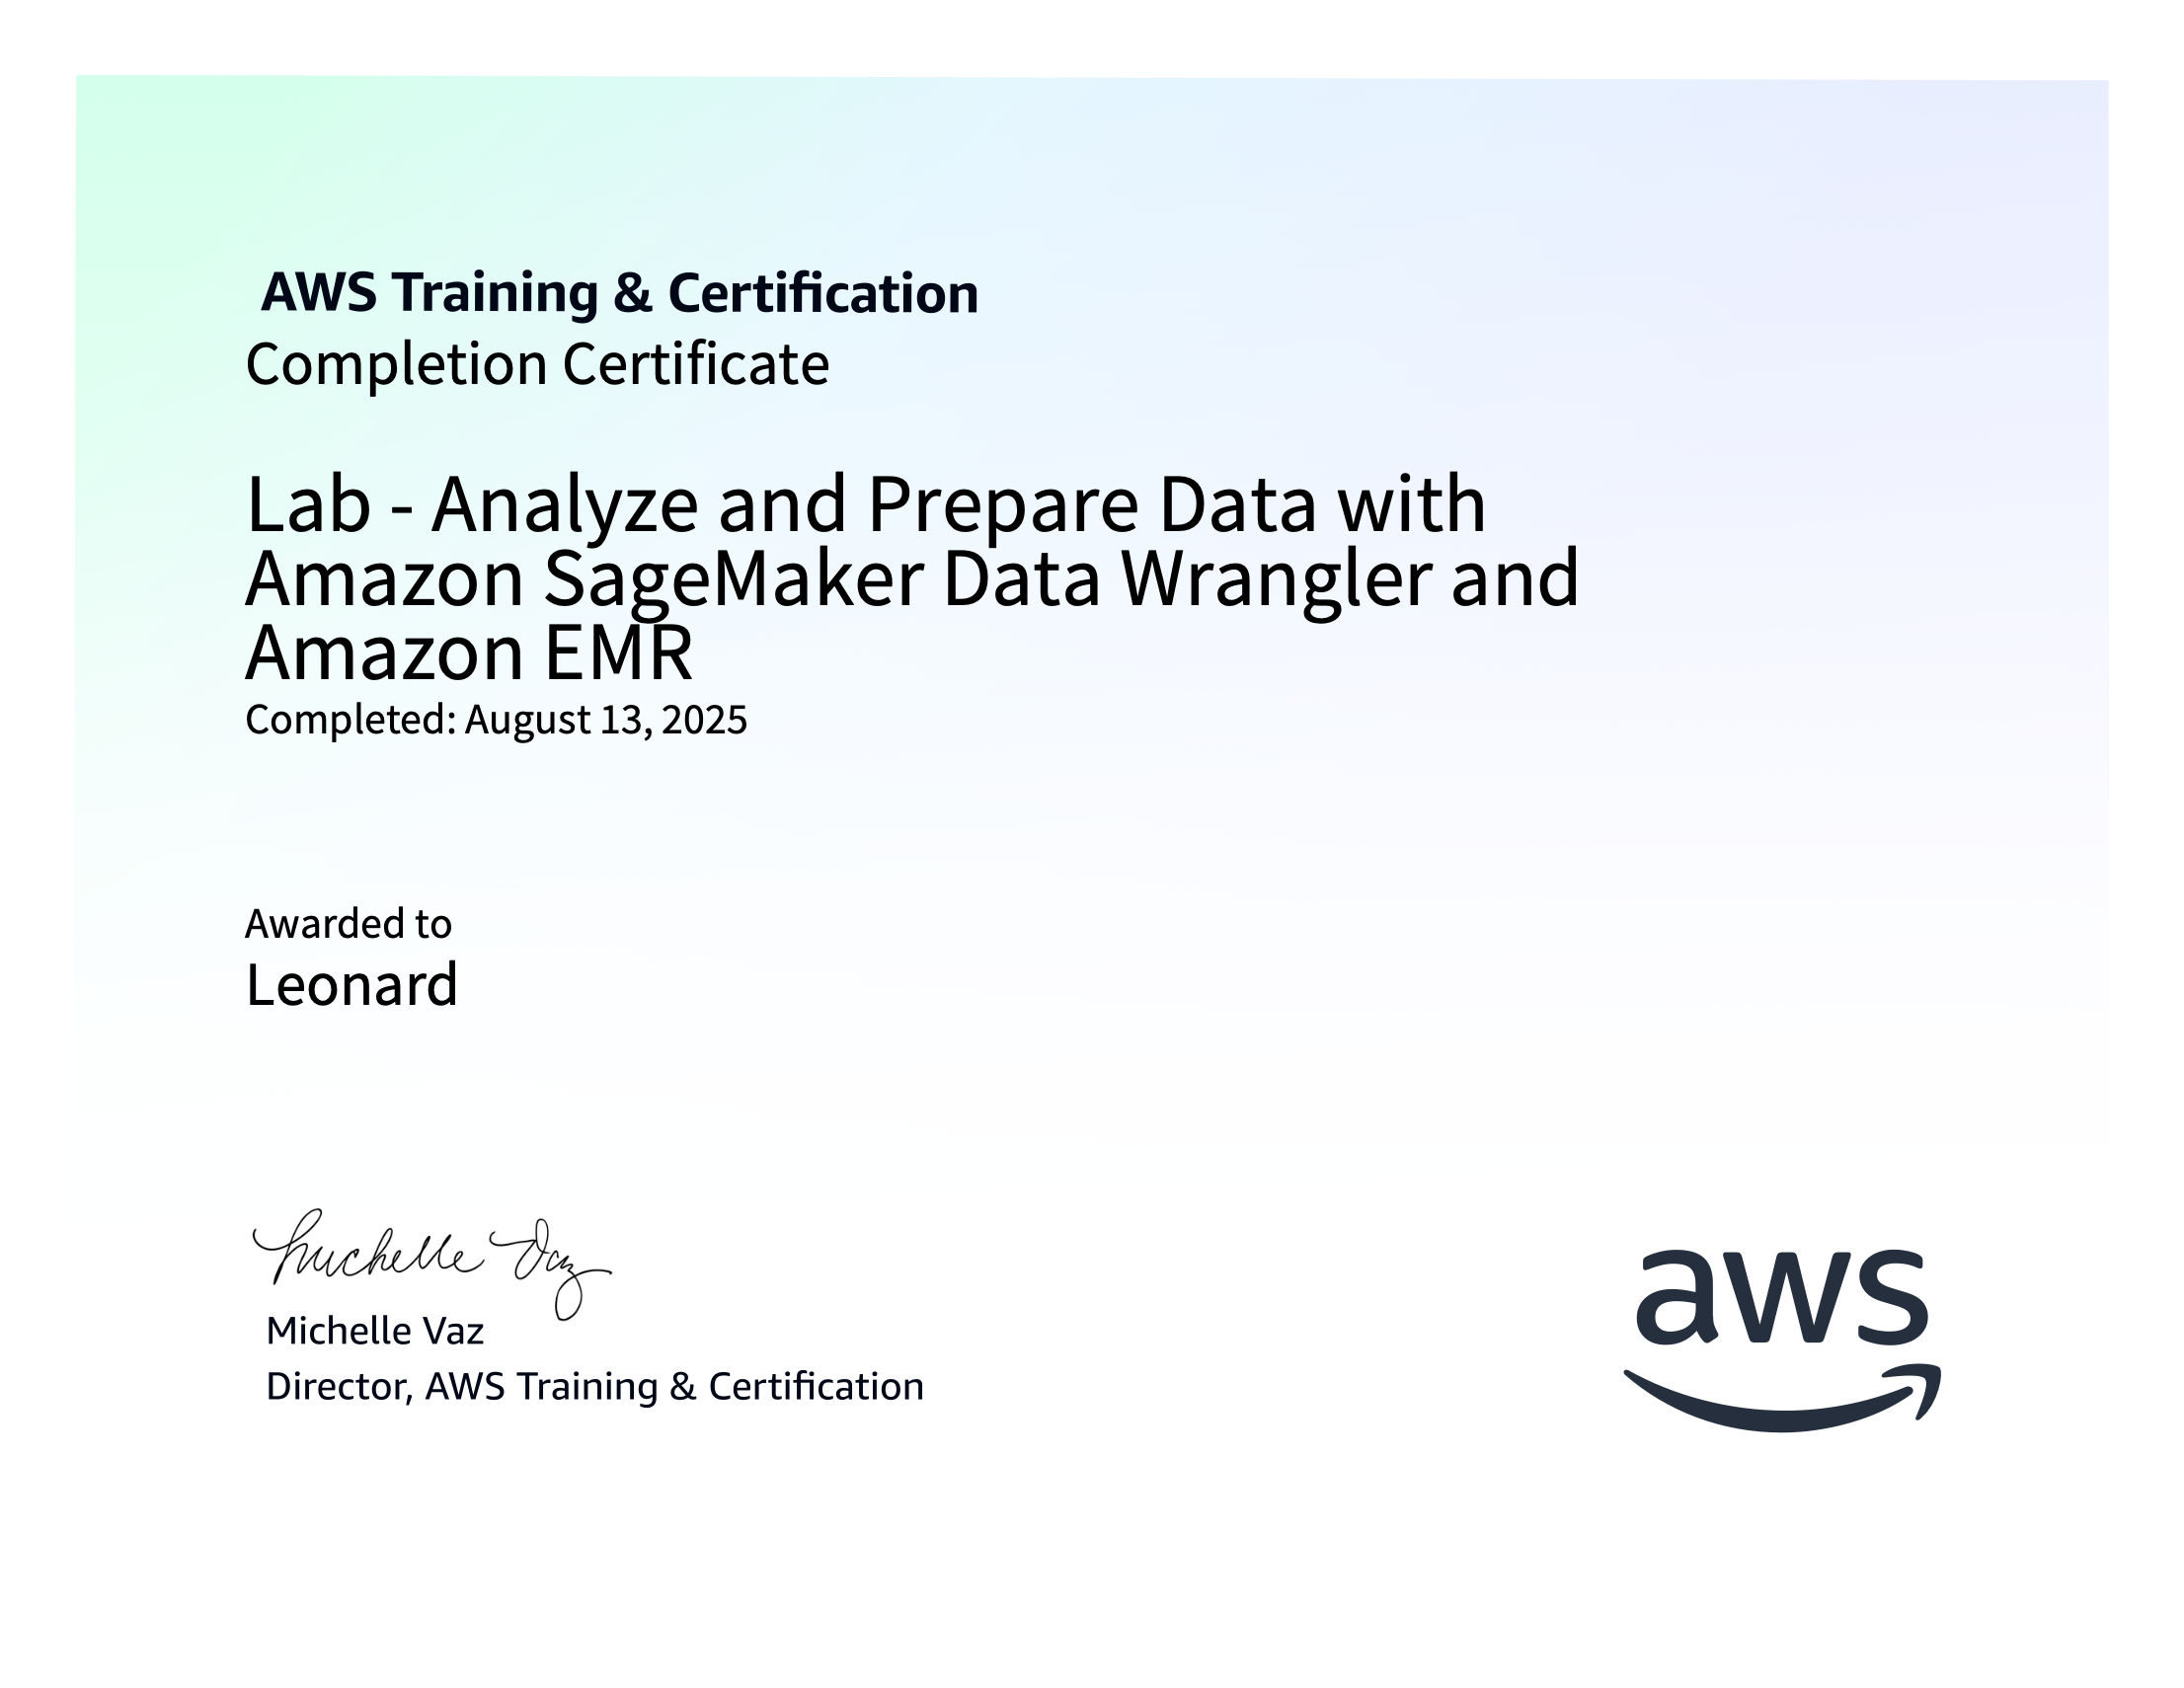 AWS Training & Certification
Completion Certificate
Lab - Analyze and Prepare Data with
Amazon SageMaker Data Wrangler and
Amazon EMR
Completed: August 13, 2025
Awarded to
Leonard
Michelle Vaz
Michelle Vaz
Director, AWS Training & Certification
aws